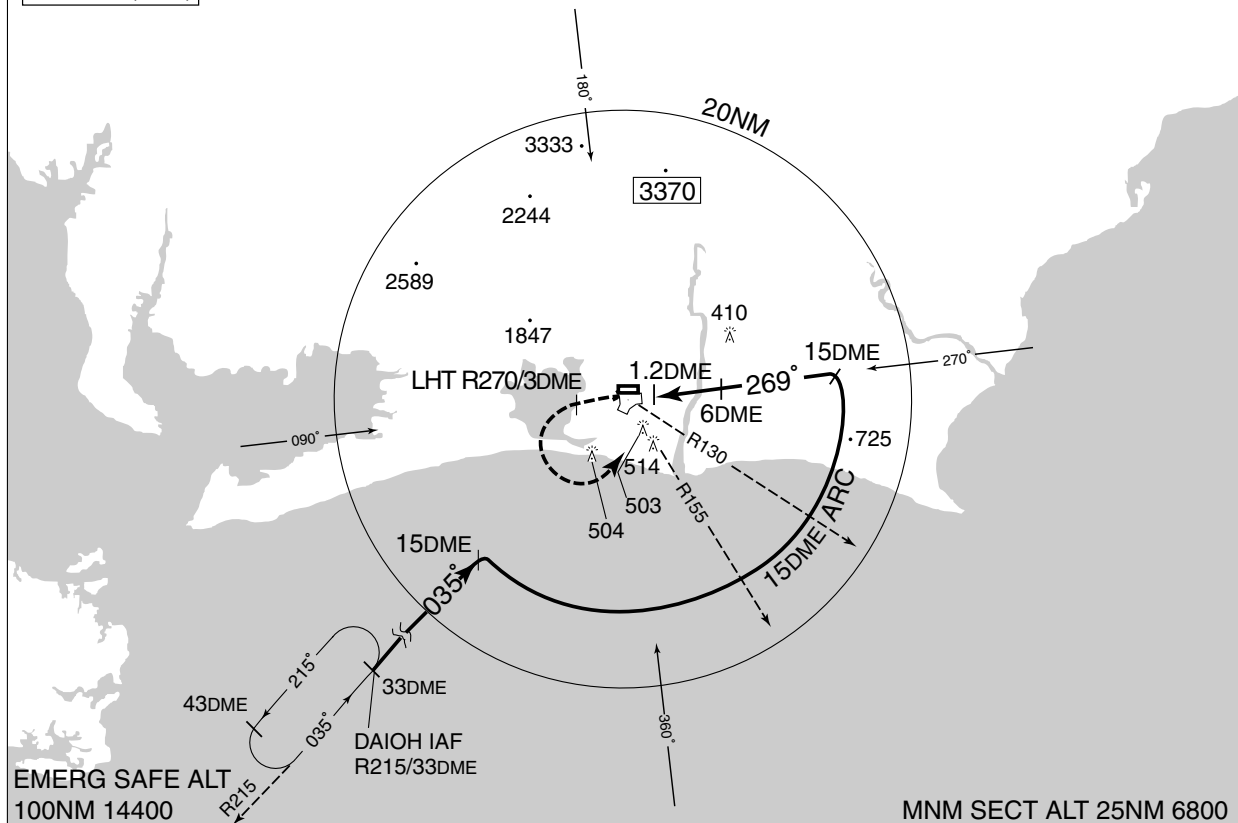 180°
20NM
3333
3370
2244
2589
410
1847
15DME
270°
1.2DME
LHT R270/3DME
269°
6DME
090°
R130
725
514
R155
503
504
15DME ARC
15DME
035°
215°
33DME
43DME
035°
360°
DAIOH IAF
R215/33DME
EMERG SAFE ALT
R215
100NM 14400
MNM SECT ALT 25NM 6800